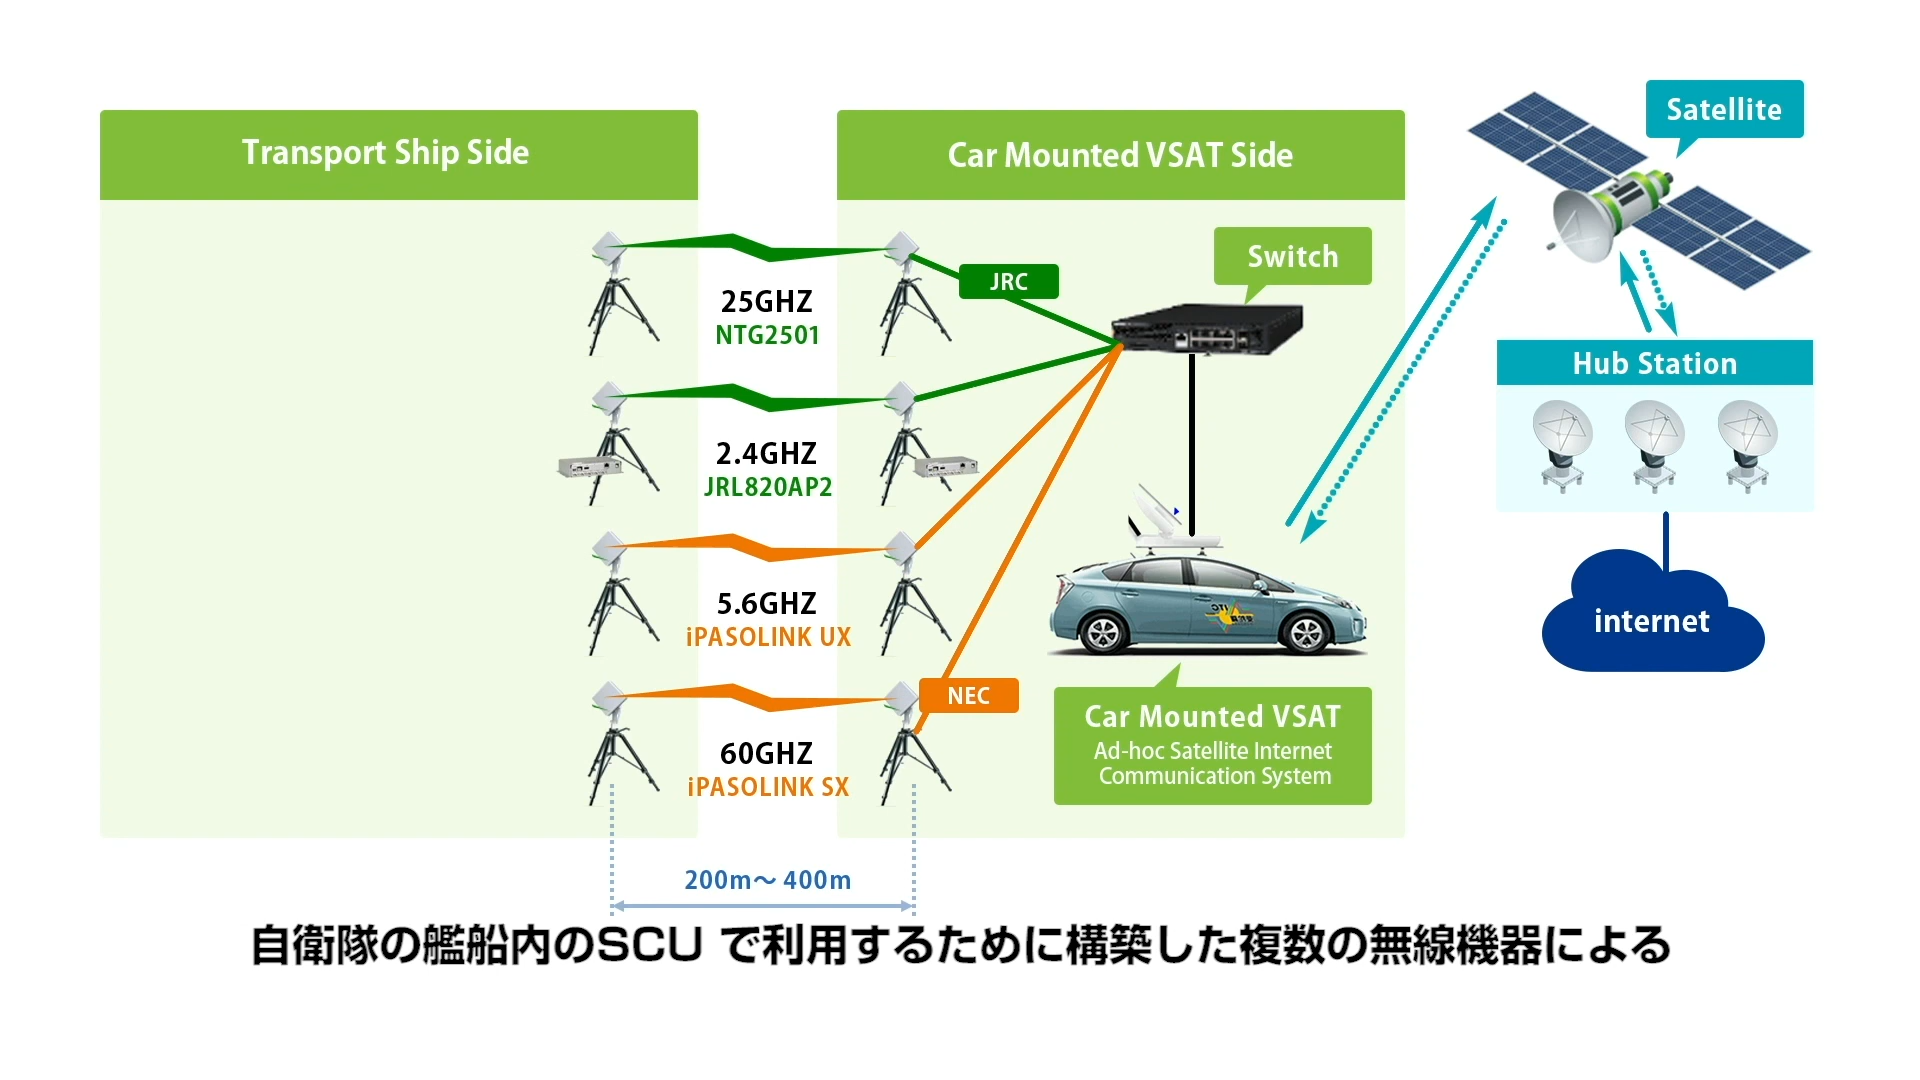 Transport Ship Side
Car Mounted VSAT Side
Satellite
Switch
JRC
25GHZ
NTG2501
Hub Station
2.4GHZ
JRL820AP2
5.6GHZ
iPASOLINK UX
internet
NEC
60GHZ
iPASOLINK SX
Car Mounted VSAT
Ad-hoc Satellite Internet
Communication System
200m～400m
自衛隊の艦船内のSCU で利用するために構築した複数の無線機器による